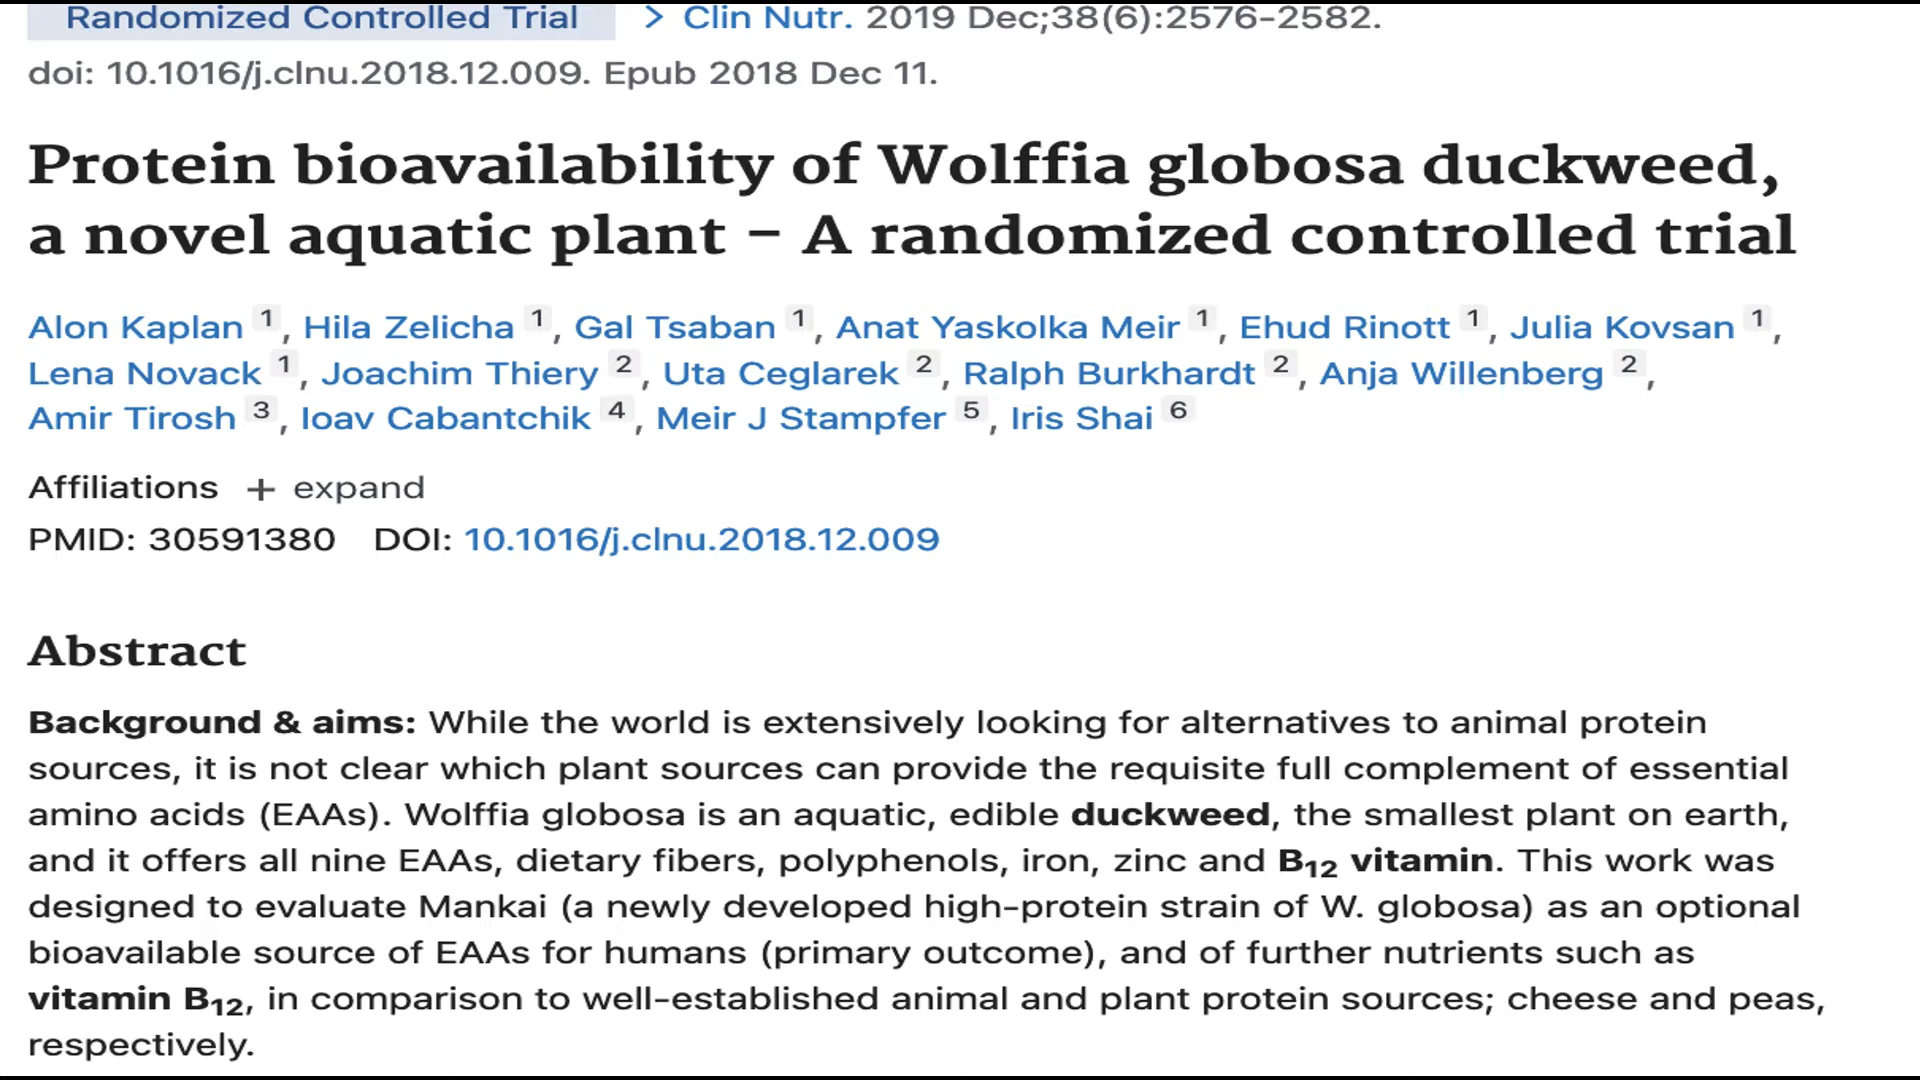 Randomized Controlled Trial > Clin Nutr. 2019 Dec;38(6):2576-2582.
doi: 10.1016/j.clnu.2018.12.009. Epub 2018 Dec 11.
Protein bioavailability of Wolffia globosa duckweed,
a novel aquatic plant - A randomized controlled trial
Alon Kaplan 1, Hila Zelicha 1, Gal Tsaban 1, Anat Yaskolka Meir 1, Ehud Rinott 1, Julia Kovsan 1,
Lena Novack 1, Joachim Thiery 2, Uta Ceglarek 2, Ralph Burkhardt 2, Anja Willenberg 2,
Amir Tirosh 3, Ioav Cabantchik 4, Meir J Stampfer 5, Iris Shai 6
Affiliations + expand
PMID: 30591380 DOI: 10.1016/j.clnu.2018.12.009
Abstract
Background & aims: While the world is extensively looking for alternatives to animal protein
sources, it is not clear which plant sources can provide the requisite full complement of essential
amino acids (EAAs). Wolffia globosa is an aquatic, edible duckweed, the smallest plant on earth,
and it offers all nine EAAs, dietary fibers, polyphenols, iron, zinc and B12 vitamin. This work was
designed to evaluate Mankai (a newly developed high-protein strain of W. globosa) as an optional
bioavailable source of EAAs for humans (primary outcome), and of further nutrients such as
vitamin B12, in comparison to well-established animal and plant protein sources; cheese and peas,
respectively.